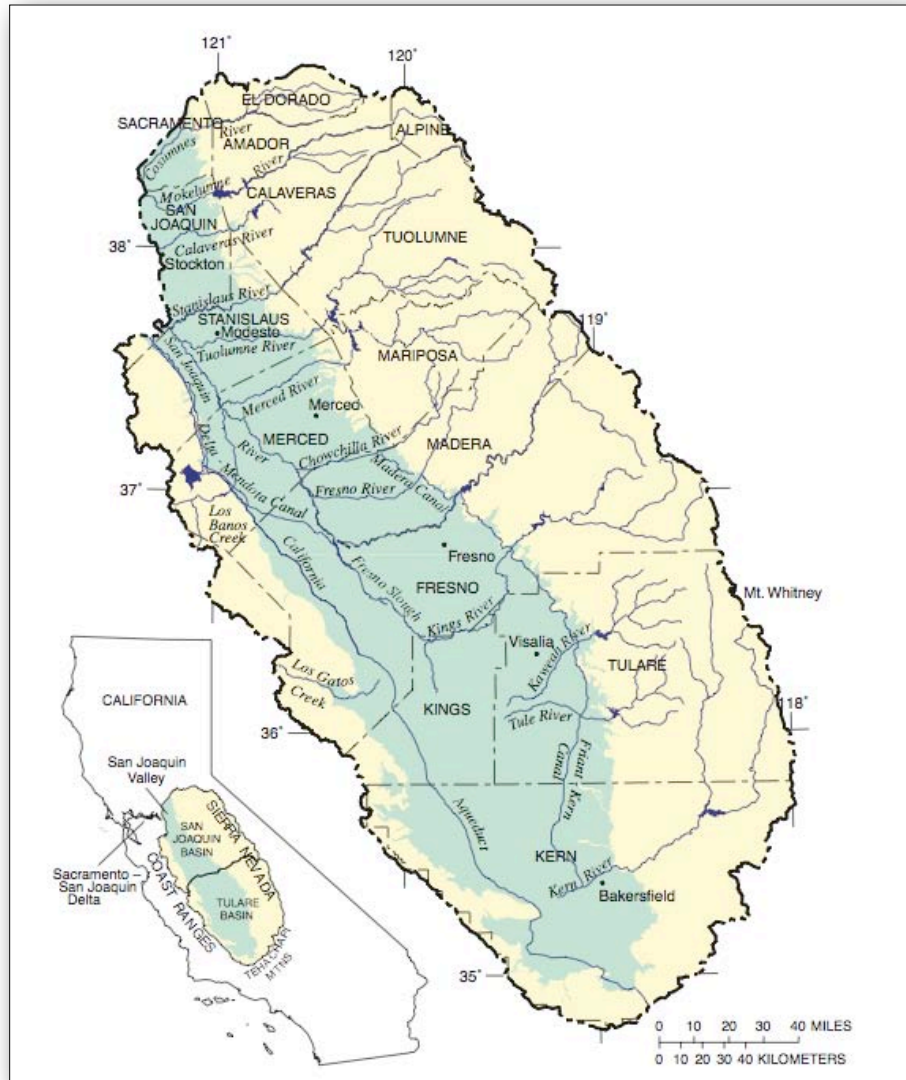 121°
120°
EL DORADO
SACRAMENTO
River
ALPINE
Cosumnes
AMADOR
River
Mokelumne
CALAVERAS
SAN
JOAQUIN
TUOLUMNE
38°
Calaveras River
Stockton
Stanislaus River
STANISLAUS
Modesto
119°
Tuolumne River
MARIPOSA
San Joaquin
River
Merced River
Merced
MERCED
Chowchilla River
MADERA
Delta - Mendota Canal
Madera Canal
37°
Fresno River
Los
Banos
Creek
California
Aqueduct
Fresno
Fresno Slough
FRESNO
Mt. Whitney
Kings River
Visalia
Kaweah River
TULARE
Los Gatos
Creek
KINGS
118°
Tule River
36°
Friant - Kern
Canal
KERN
Kern River
Bakersfield
35°
CALIFORNIA
San Joaquin
Valley
SAN
JOAQUIN
BASIN
SIERRA NEVADA
Sacramento –
San Joaquin
Delta
COAST RANGES
TULARE
BASIN
TEHACHAPI
MTNS
0 10 20 30 40 MILES
0 10 20 30 40 KILOMETERS